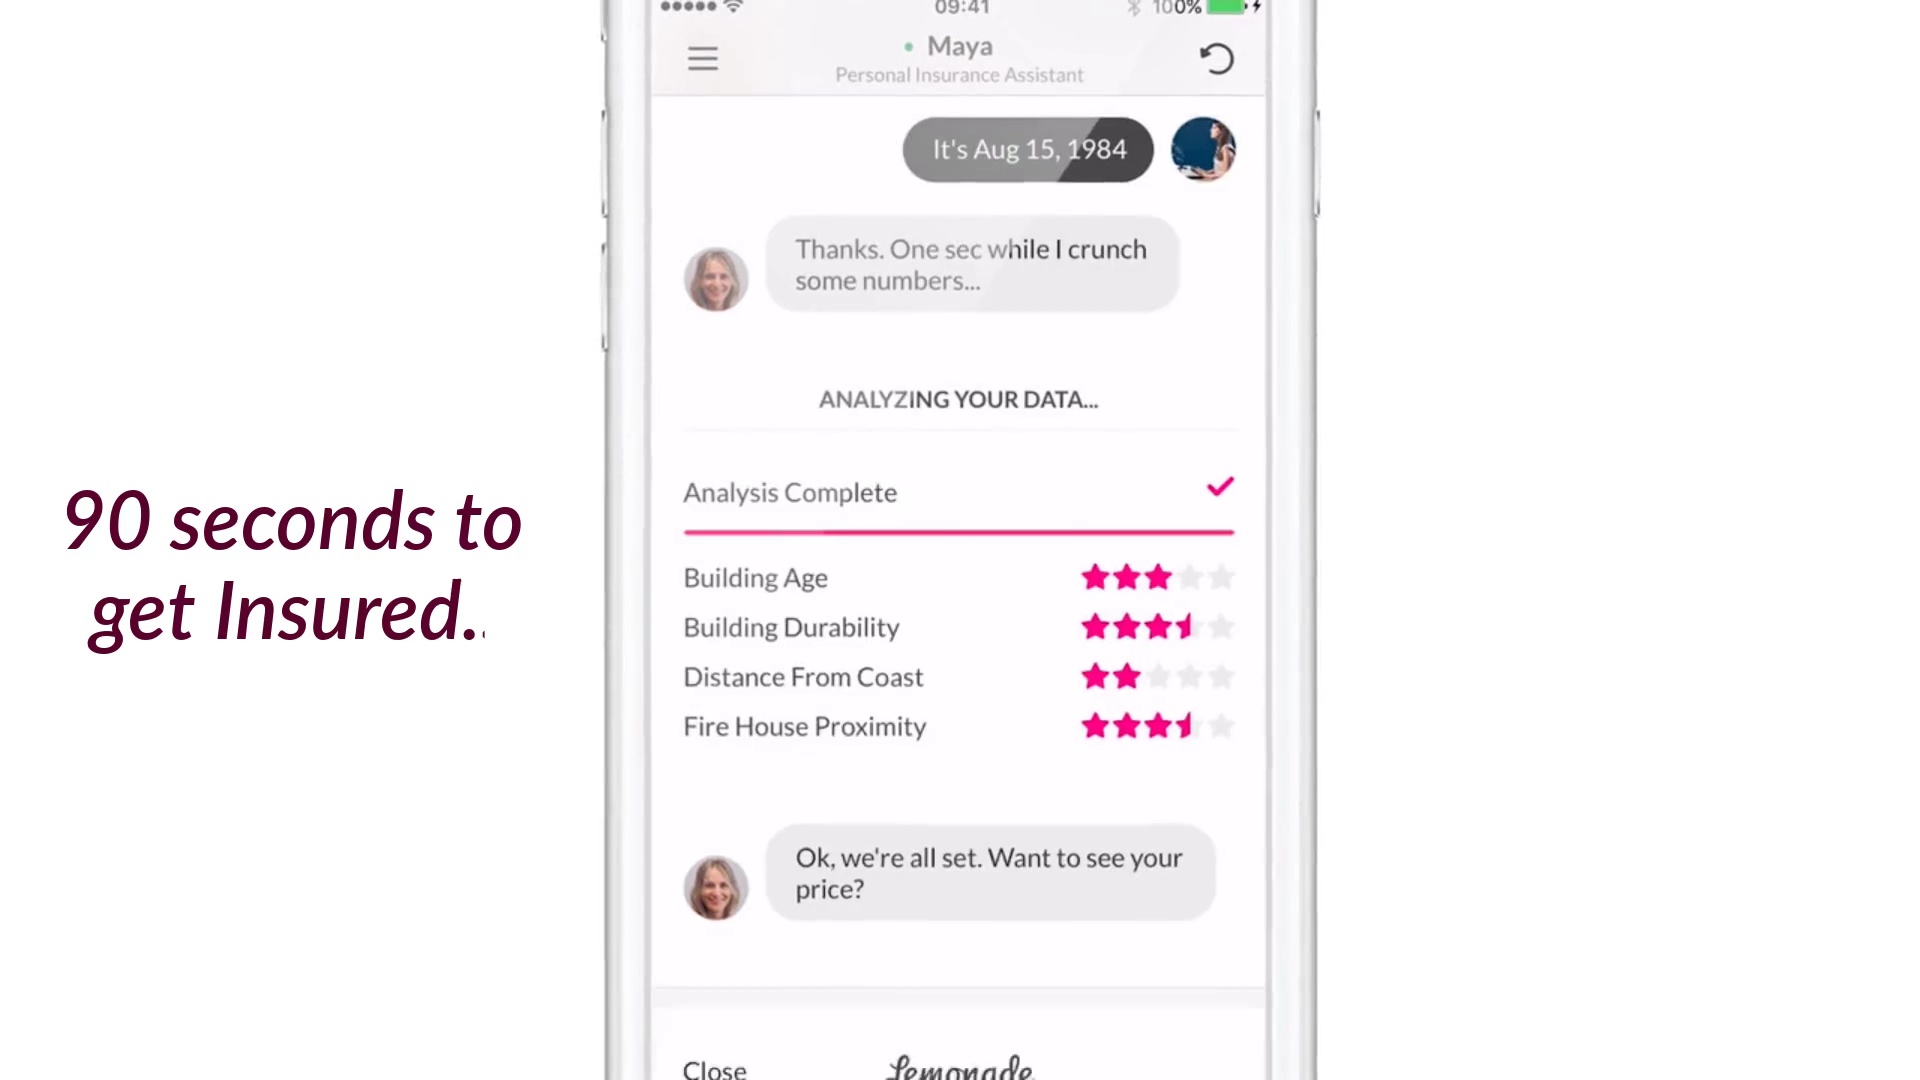 09:41
100%
Maya
Personal Insurance Assistant
It's Aug 15, 1984
Thanks. One sec while I crunch
some numbers...
ANALYZING YOUR DATA...
Analysis Complete
90 seconds to
get Insured..
Building Age
Building Durability
Distance From Coast
Fire House Proximity
Ok, we're all set. Want to see your
price?
Close
Lemonade